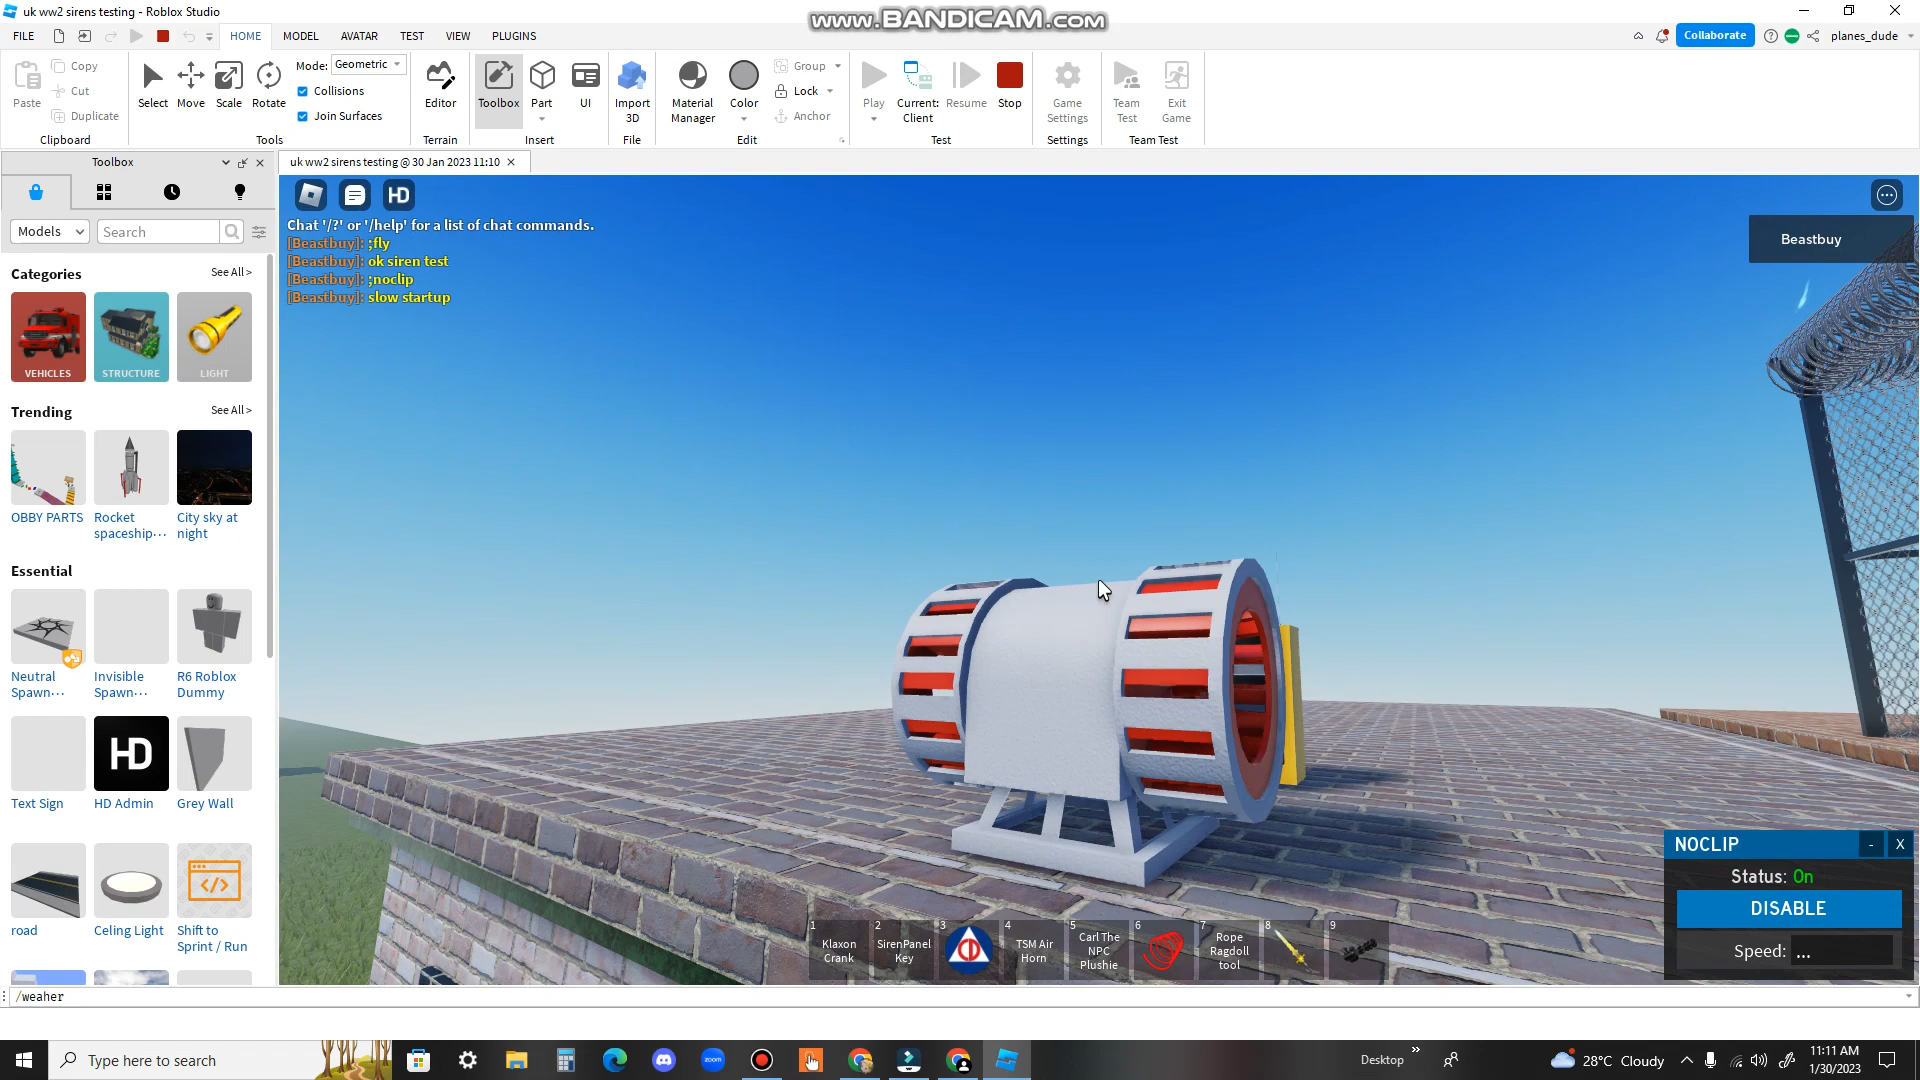 uk ww2 sirens testing - Roblox Studio
www.BANDICAM.com
FILE
HOME
MODEL
AVATAR
TEST
VIEW
PLUGINS
Collaborate
planes_dude
Paste
Copy
Cut
Duplicate
Clipboard
Select
Move
Scale
Rotate
Mode: Geometric
Collisions
Join Surfaces
Tools
Editor
Terrain
Toolbox
Part
UI
Insert
Import
3D
File
Material
Manager
Color
Group
Lock
Anchor
Edit
Play
Current:
Client
Resume
Stop
Test
Game
Settings
Settings
Team
Test
Exit
Game
Team Test
Toolbox
uk ww2 sirens testing @ 30 Jan 2023 11:10
Models
Search
Categories
See All >
VEHICLES
STRUCTURE
LIGHT
Trending
See All >
OBBY PARTS
Rocket
spaceship···
City sky at
night
Essential
Neutral
Spawn···
Invisible
Spawn···
R6 Roblox
Dummy
HD
Text Sign
HD Admin
Grey Wall
road
Celing Light
Shift to
Sprint / Run
HD
Chat '/?' or '/help' for a list of chat commands.
[Beastbuy]: ;fly
[Beastbuy]: ok siren test
[Beastbuy]: ;noclip
[Beastbuy]: slow startup
Beastbuy
NOCLIP
-
X
Status: On
DISABLE
Speed: ...
1
Klaxon
Crank
2
SirenPanel
Key
3
4
TSM Air
Horn
5
Carl The
NPC
Plushie
6
7
Rope
Ragdoll
tool
8
9
/weaher
Type here to search
zoom
Desktop
28°C Cloudy
11:11 AM
1/30/2023